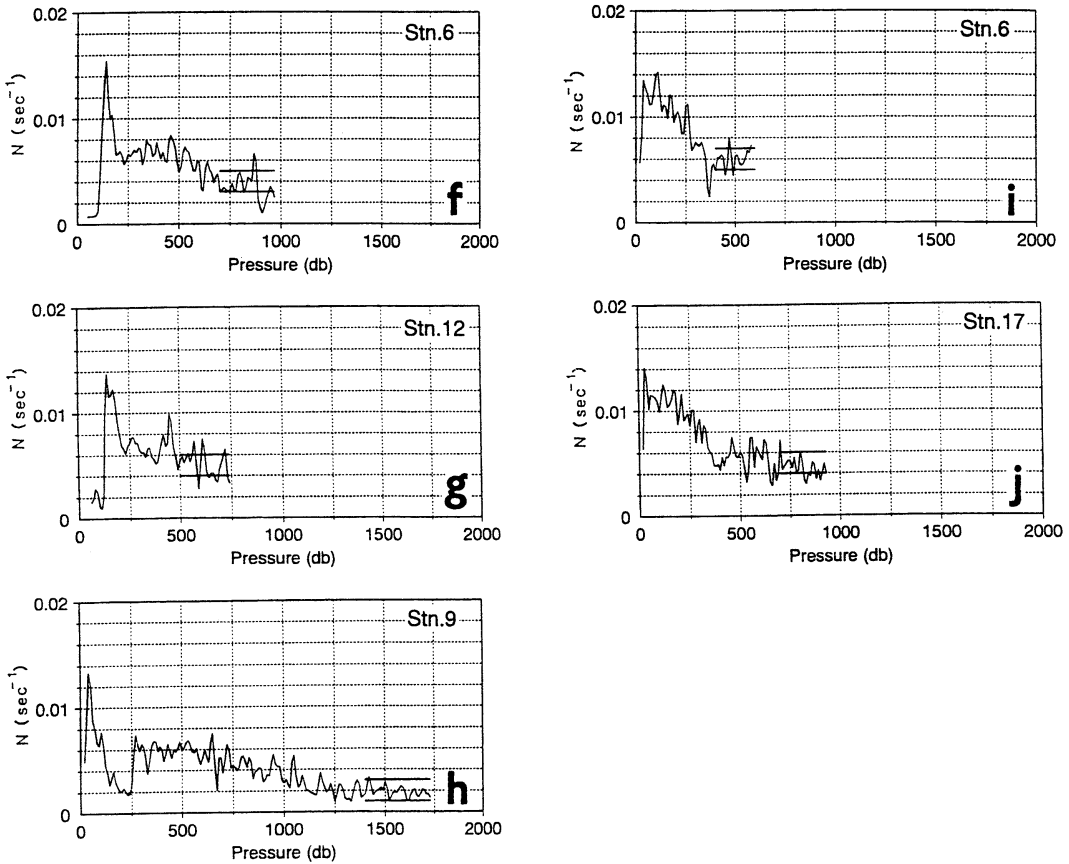 0.02
Stn.6
N (sec⁻¹)
0.01
0
f
0 500 1000 1500 2000
Pressure (db)
0.02
Stn.12
N (sec⁻¹)
0.01
0
g
0 500 1000 1500 2000
Pressure (db)
0.02
Stn.9
N (sec⁻¹)
0.01
0
h
0 500 1000 1500 2000
Pressure (db)
0.02
Stn.6
N (sec⁻¹)
0.01
0
i
0 500 1000 1500 2000
Pressure (db)
0.02
Stn.17
N (sec⁻¹)
0.01
0
j
0 500 1000 1500 2000
Pressure (db)